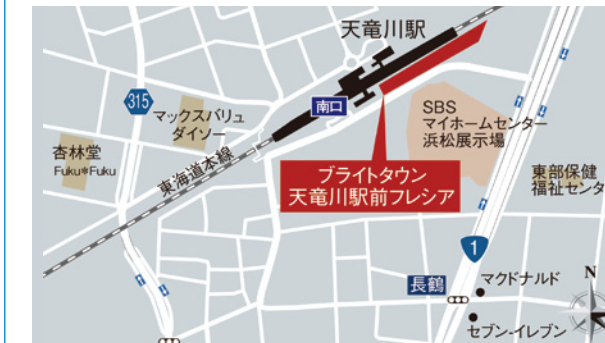 天竜川駅
315
マックスバリュ
ダイソー
南口
SBS
マイホームセンター
浜松展示場
杏林堂
Fuku*Fuku
東海道本線
ブライトタウン
天竜川駅前フレシア
東部保健
福祉センタ
1
長鶴
マクドナルド
N
セブン-イレブン